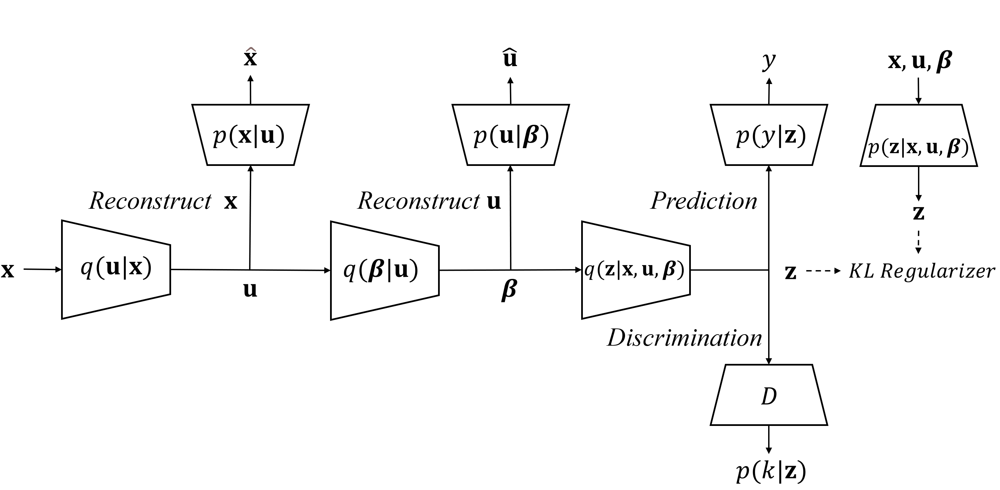 x̂
û
y
x, u, β
p(x|u)
p(u|β)
p(y|z)
p(z|x, u, β)
Reconstruct x
Reconstruct u
Prediction
z
x
q(u|x)
u
q(β|u)
β
q(z|x, u, β)
z
KL Regularizer
Discrimination
D
p(k|z)